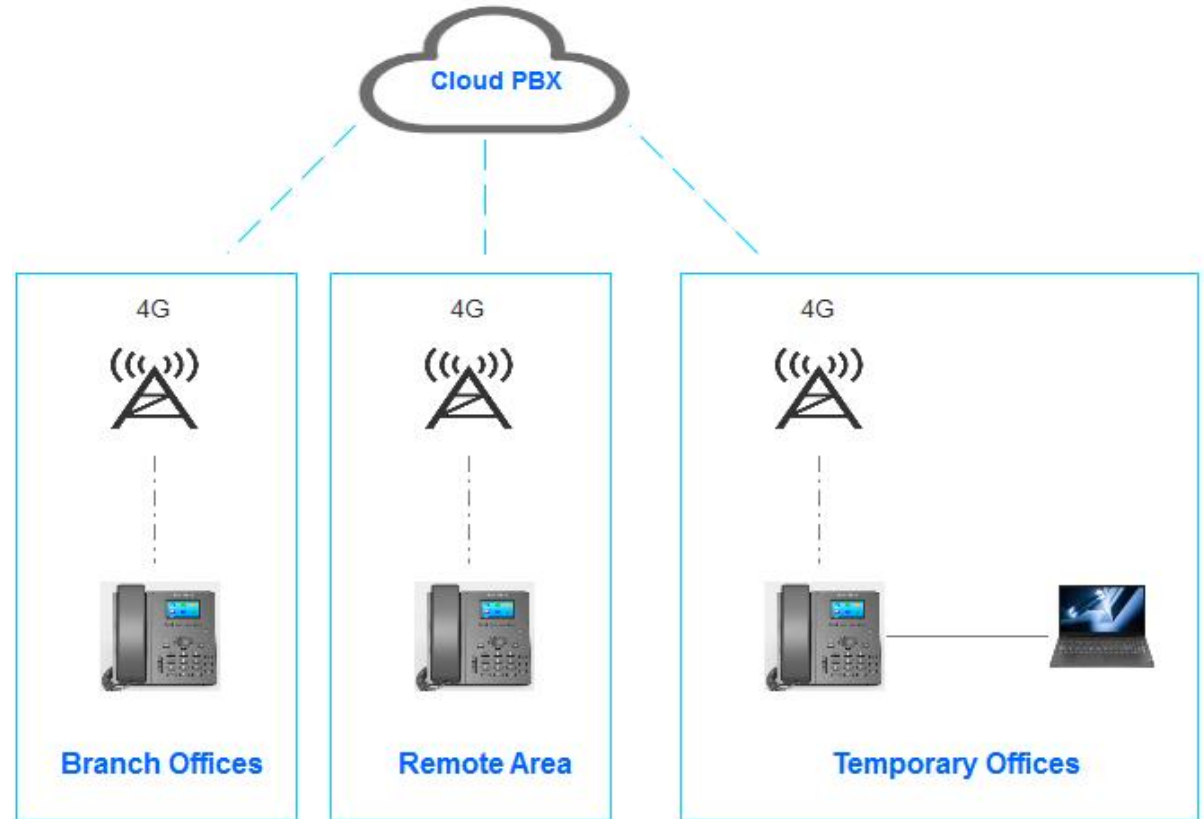 Cloud PBX
4G
4G
4G
Branch Offices
Remote Area
Temporary Offices